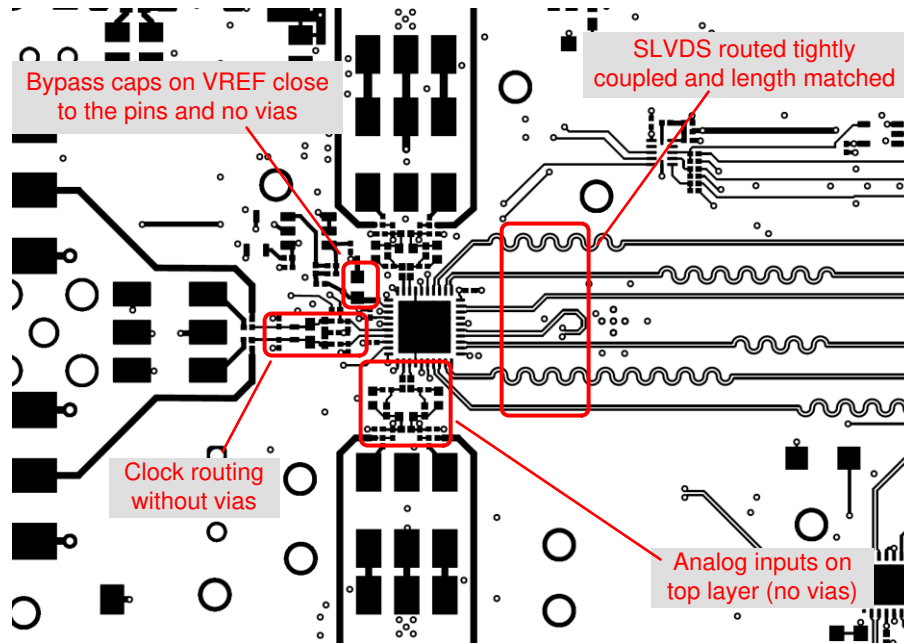 Bypass caps on VREF close
to the pins and no vias
SLVDS routed tightly
coupled and length matched
Clock routing
without vias
Analog inputs on
top layer (no vias)